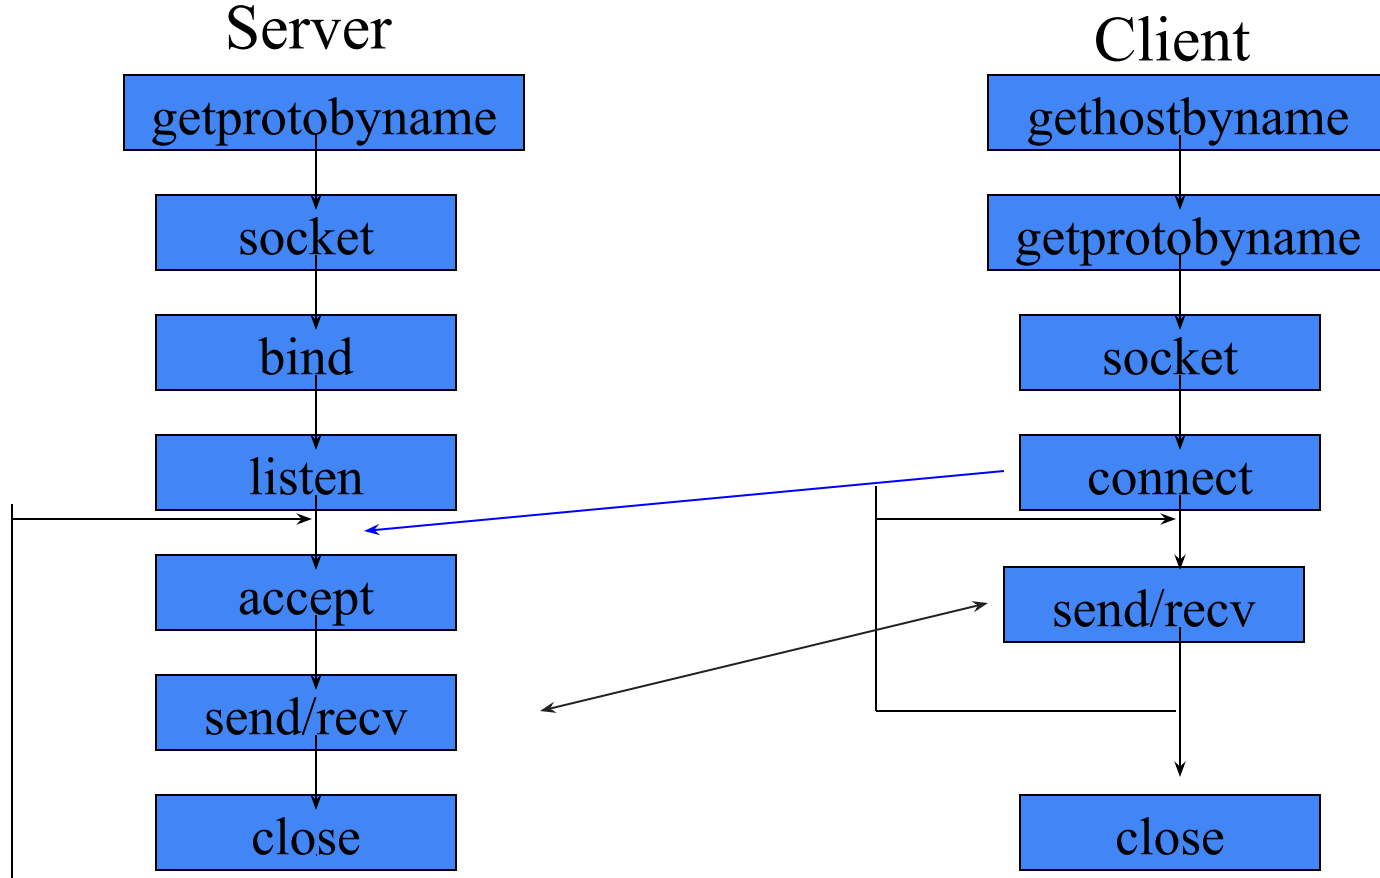 Server
getprotobyname
socket
bind
listen
accept
send/recv
close
Client
gethostbyname
getprotobyname
socket
connect
send/recv
close